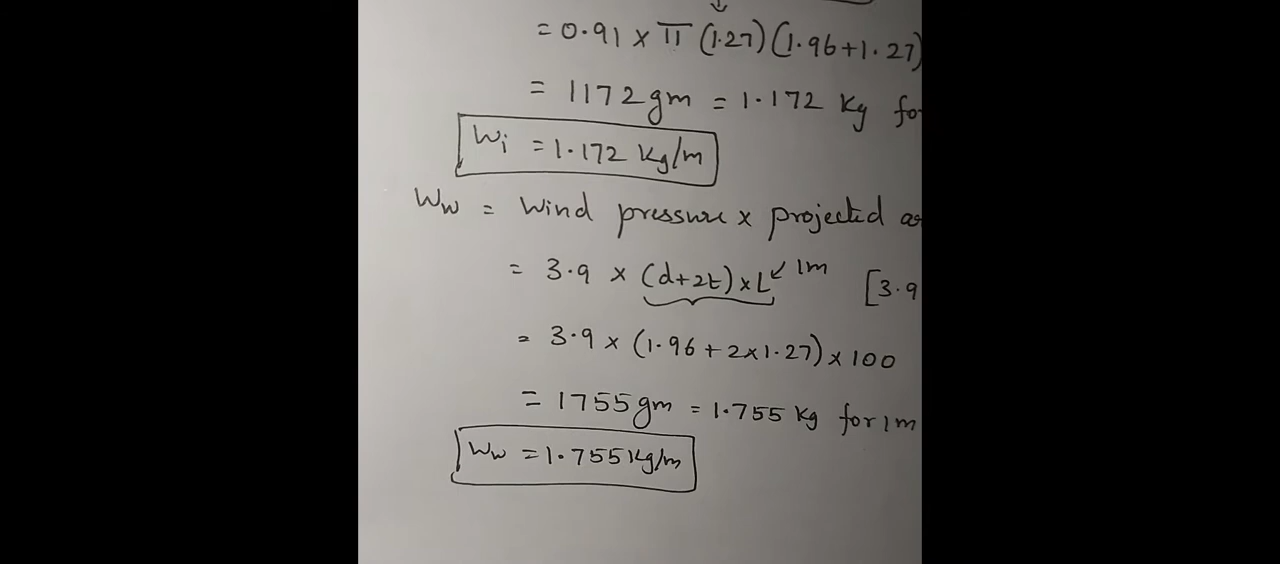 = 0.91 x π (1.27) (1.96+1.27)
= 1172 gm = 1.172 Kg
Wi = 1.172 Kg/m
Ww = Wind pressure x projected
= 3.9 x (d+2t) x L ↙ 1m [3.9
= 3.9 x (1.96 + 2x1.27) x 100
= 1755 gm = 1.755 Kg for 1m
Ww = 1.755 Kg/m